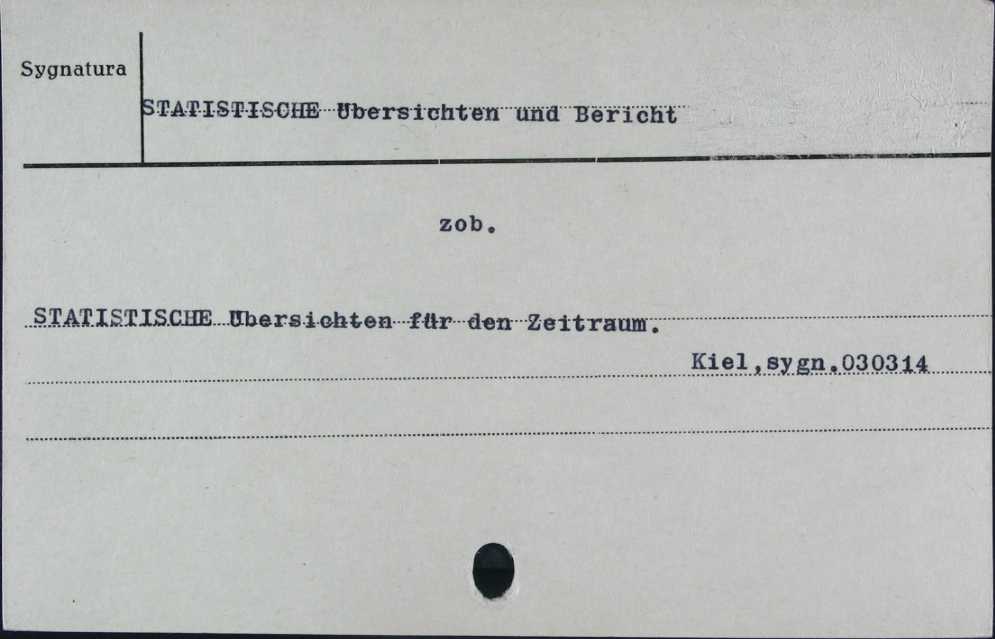 Sygnatura
STATISTISCHE Übersichten und Bericht
zob.
STATISTISCHE Übersichten für den Zeitraum.
Kiel,sygn.030314